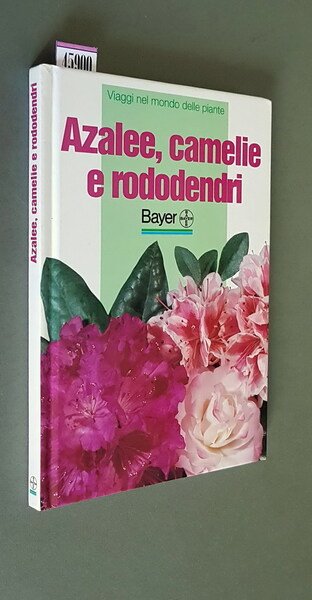 45900
Viaggi nel mondo delle piante
Azalee, camelie
e rododendri
Bayer
Azalee, camelie e rododendri